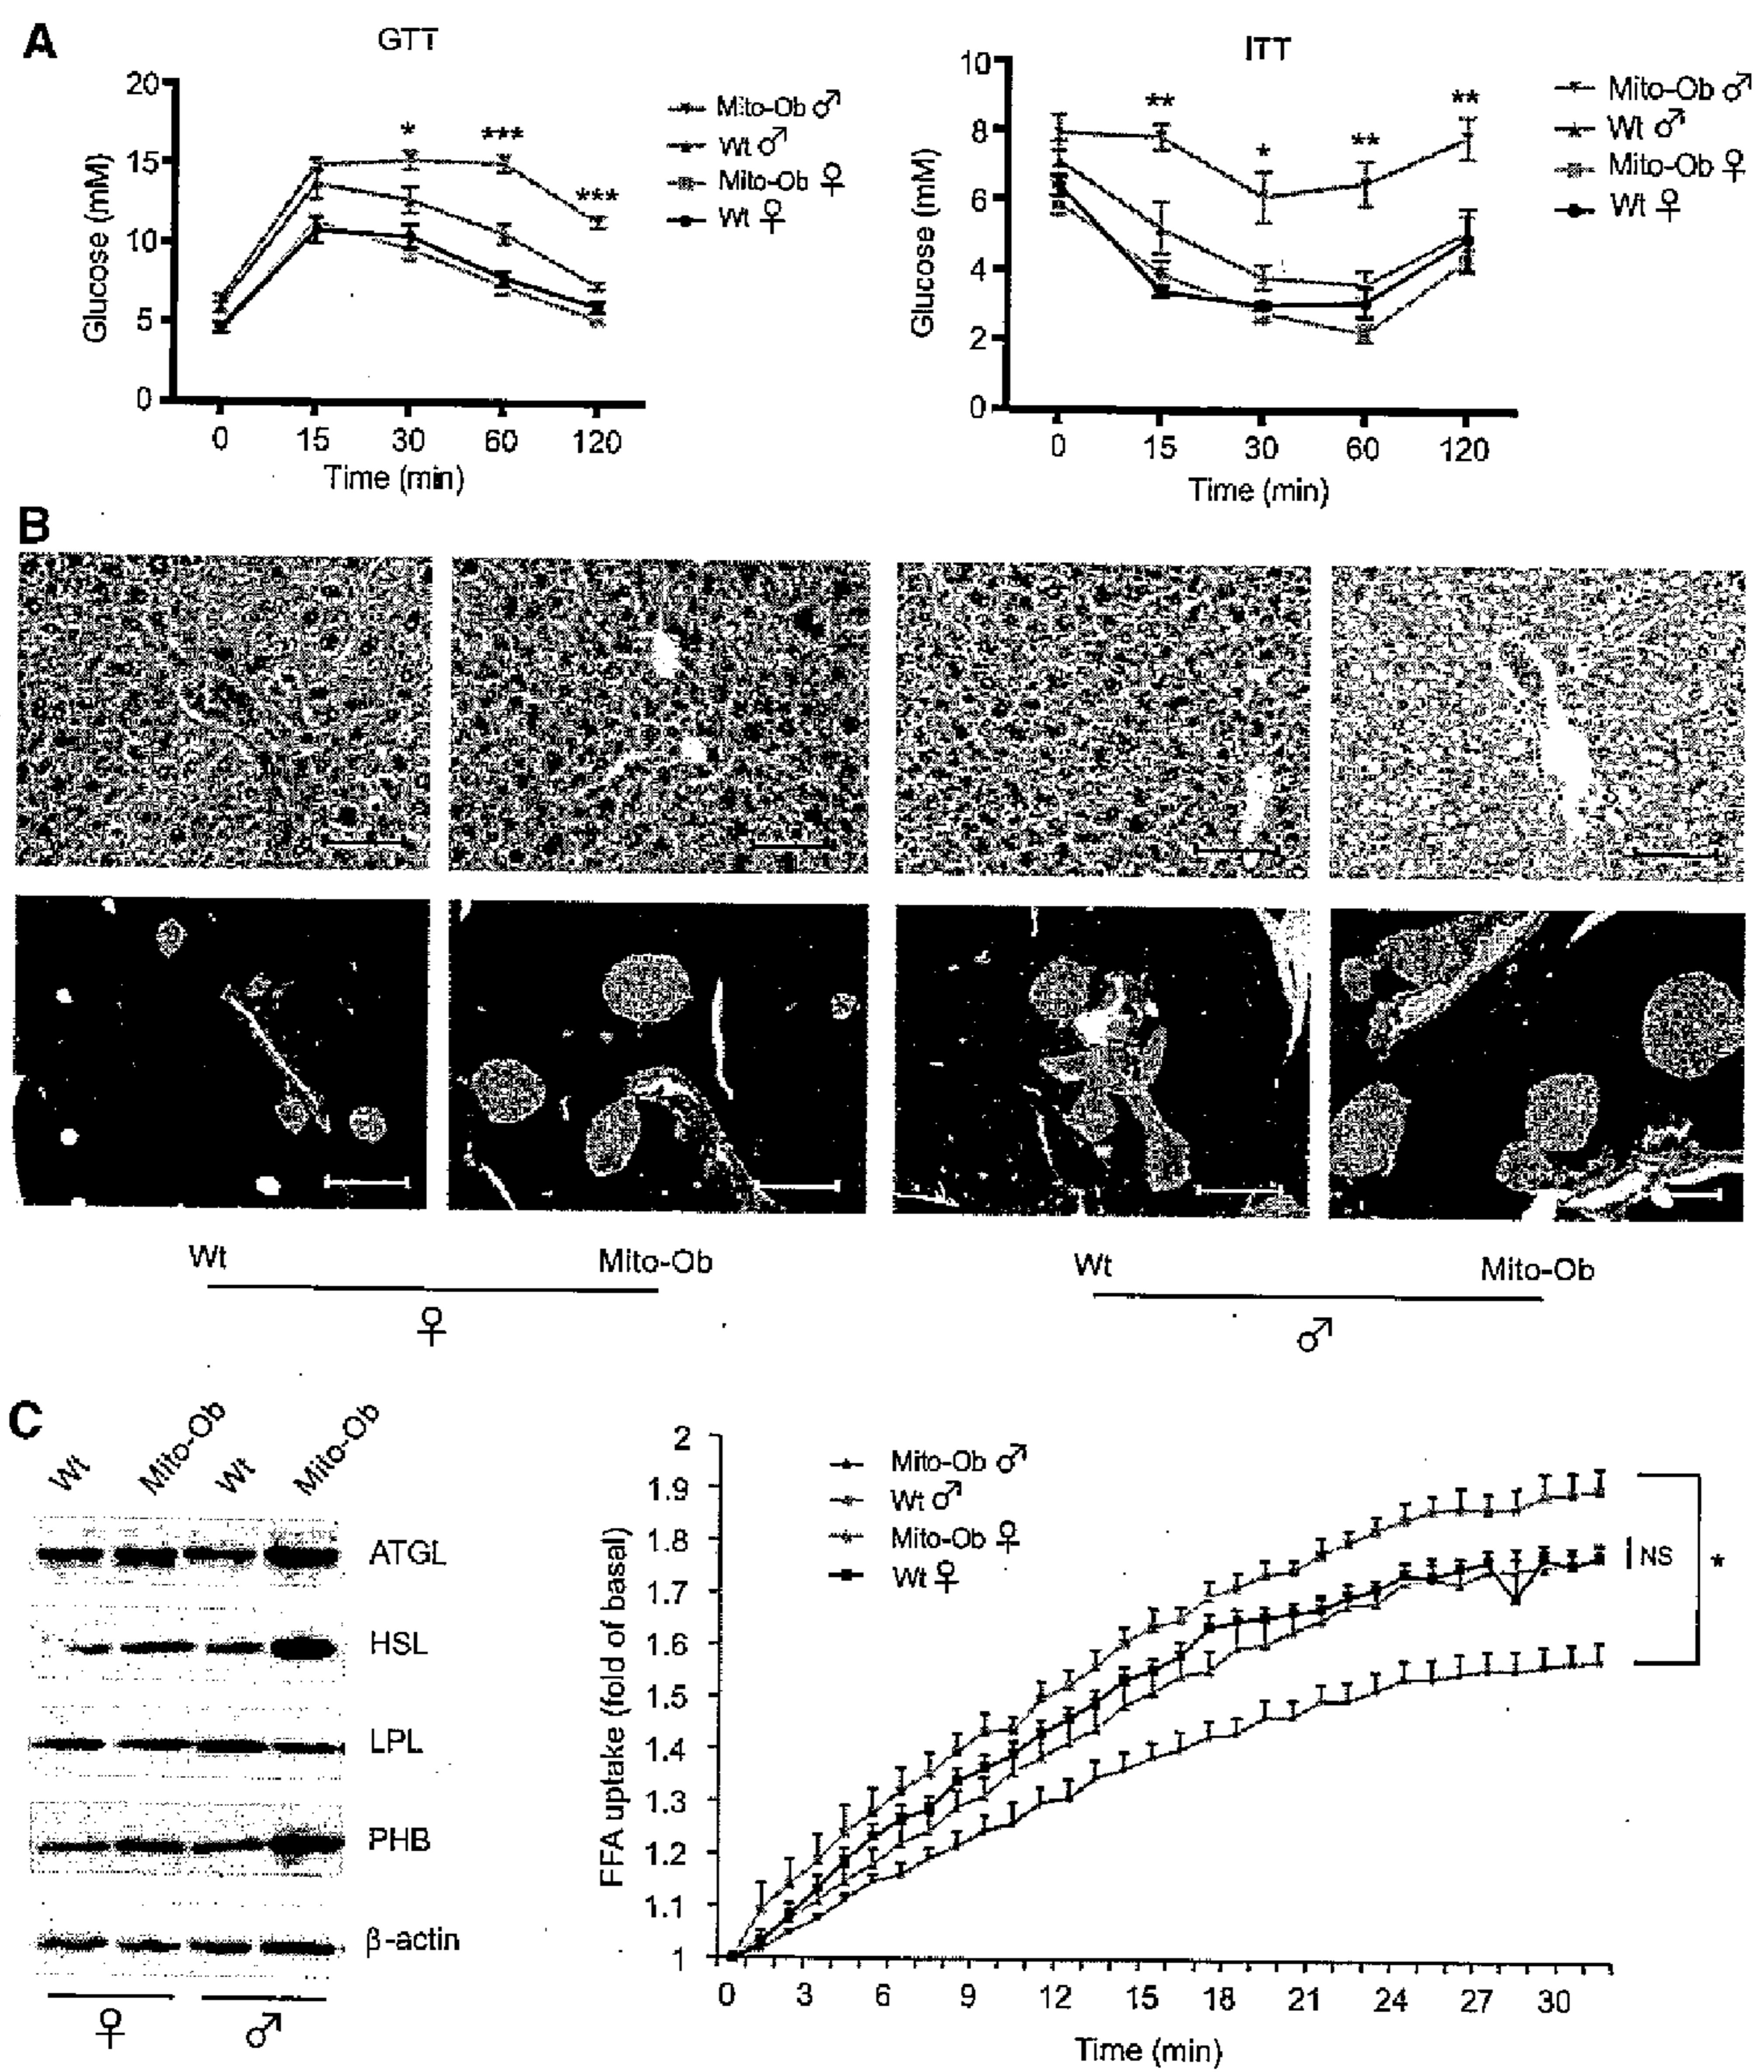 A
GTT
20
15
10
5
0
Glucose (mM)
* *** ***
0 15 30 60 120
Time (min)
Mito-Ob ♂
Wt ♂
Mito-Ob ♀
Wt ♀
ITT
10
8
6
4
2
0
Glucose (mM)
** * ** **
0 15 30 60 120
Time (min)
Mito-Ob ♂
Wt ♂
Mito-Ob ♀
Wt ♀
B
Wt Mito-Ob Wt Mito-Ob
♀ ♂
C
Wt Mito-Ob Wt Mito-Ob
ATGL
HSL
LPL
PHB
β-actin
♀ ♂
FFA uptake (fold of basal)
2
1.9
1.8
1.7
1.6
1.5
1.4
1.3
1.2
1.1
1
Mito-Ob ♂
Wt ♂
Mito-Ob ♀
Wt ♀
NS
*
0 3 6 9 12 15 18 21 24 27 30
Time (min)